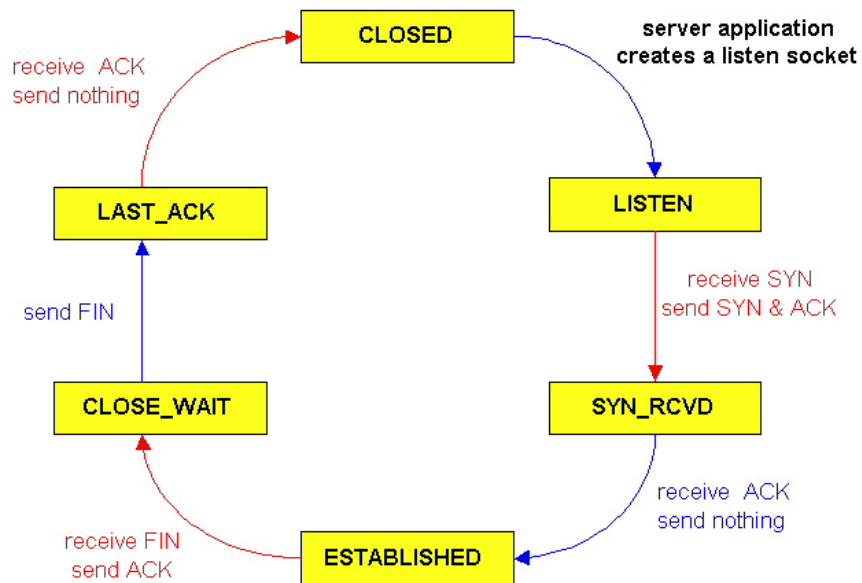 CLOSED
server application
creates a listen socket
receive ACK
send nothing
LAST_ACK
LISTEN
receive SYN
send SYN & ACK
send FIN
CLOSE_WAIT
SYN_RCVD
receive ACK
send nothing
receive FIN
send ACK
ESTABLISHED